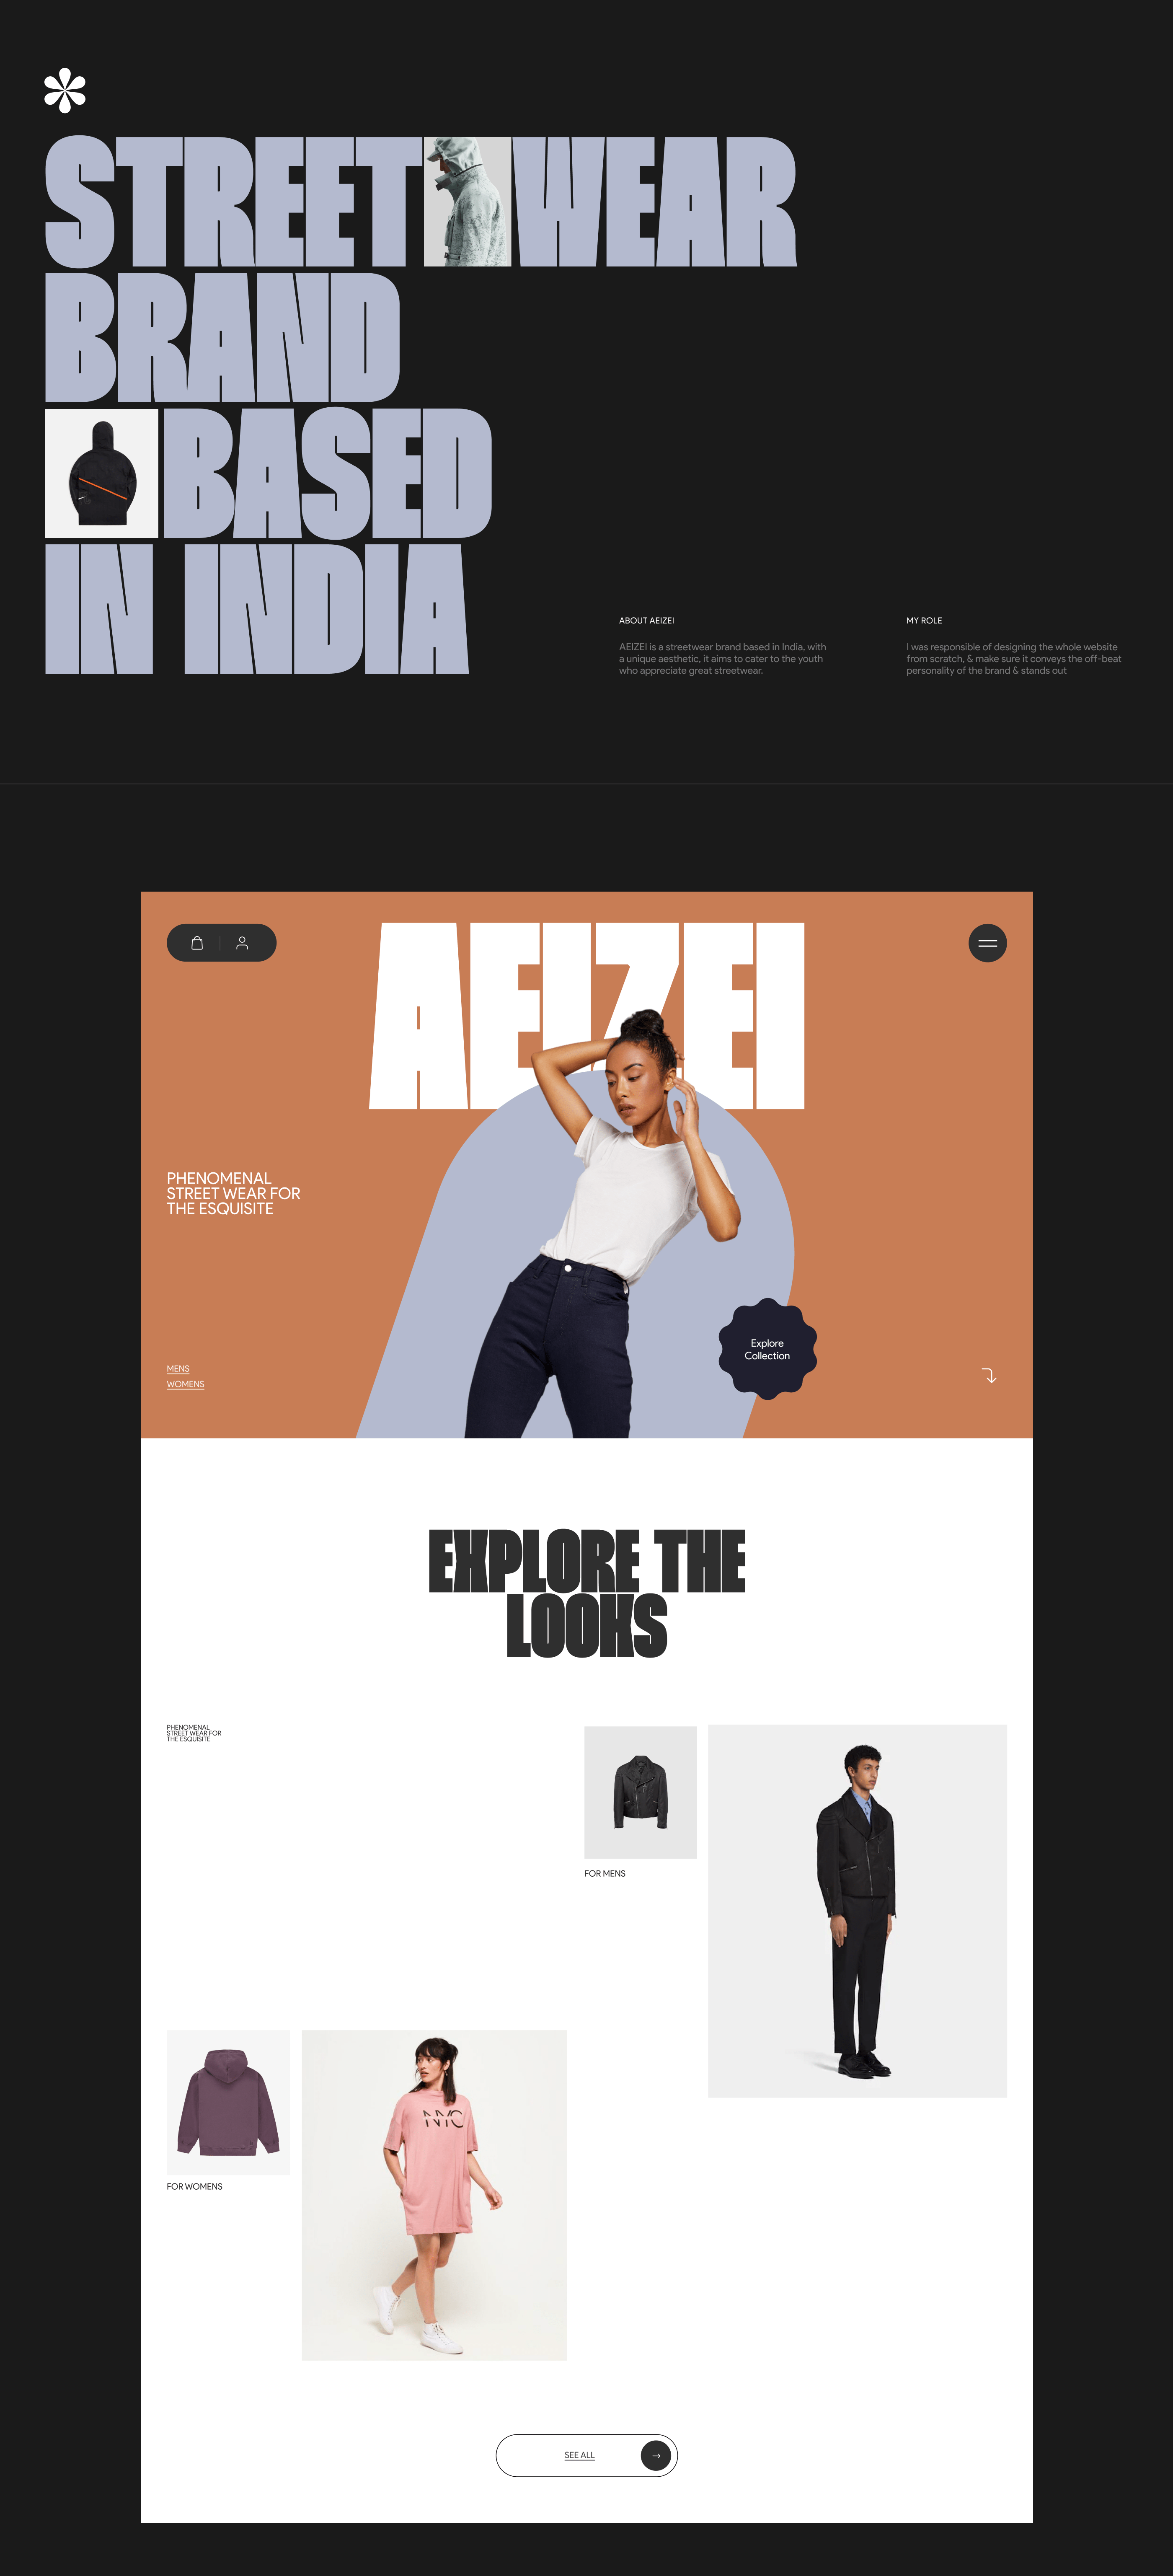 STREET WEAR
BRAND
BASED
IN INDIA
ABOUT AEIZEI
AEIZEI is a streetwear brand based in India, with
a unique aesthetic, it aims to cater to the youth
who appreciate great streetwear.
MY ROLE
I was responsible of designing the whole website
from scratch, & make sure it conveys the off-beat
personality of the brand & stands out
AEIZEI
PHENOMENAL
STREET WEAR FOR
THE ESQUISITE
Explore
Collection
MENS
WOMENS
EXPLORE THE
LOOKS
PHENOMENAL
STREET WEAR FOR
THE ESQUISITE
FOR MENS
NYC
FOR WOMENS
SEE ALL